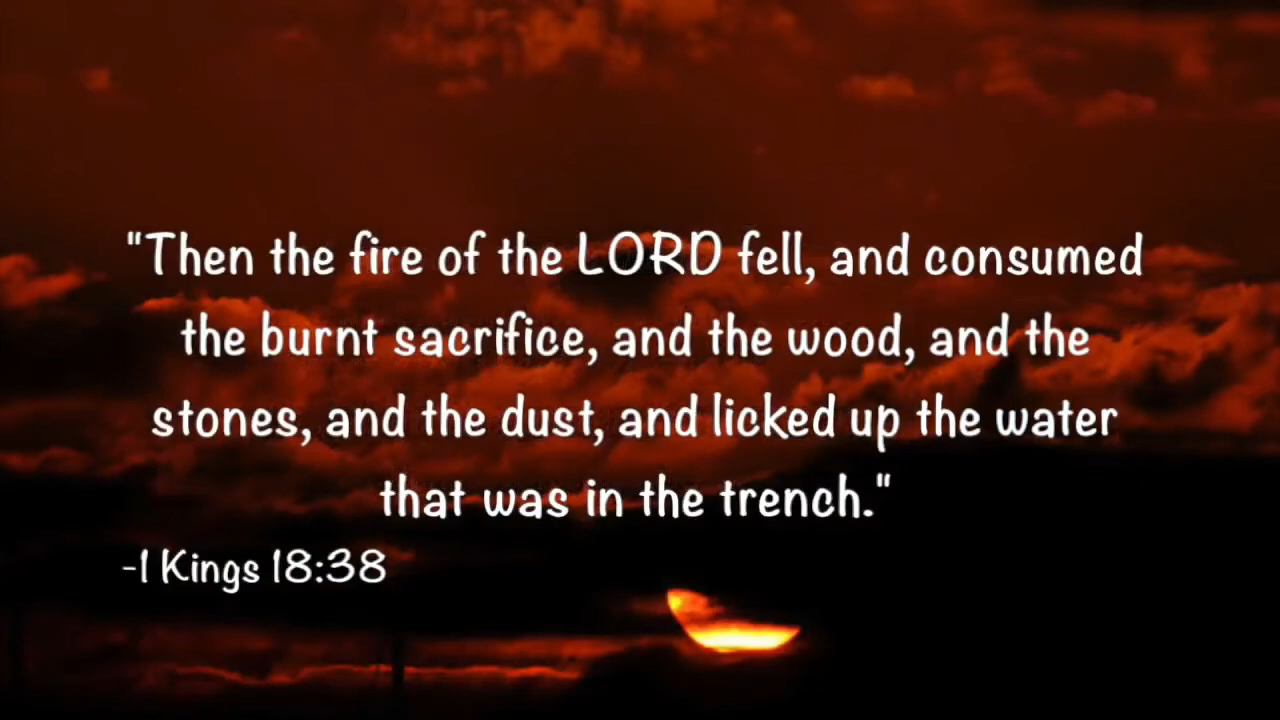 "Then the fire of the LORD fell, and consumed
the burnt sacrifice, and the wood, and the
stones, and the dust, and licked up the water
that was in the trench."
-1 Kings 18:38